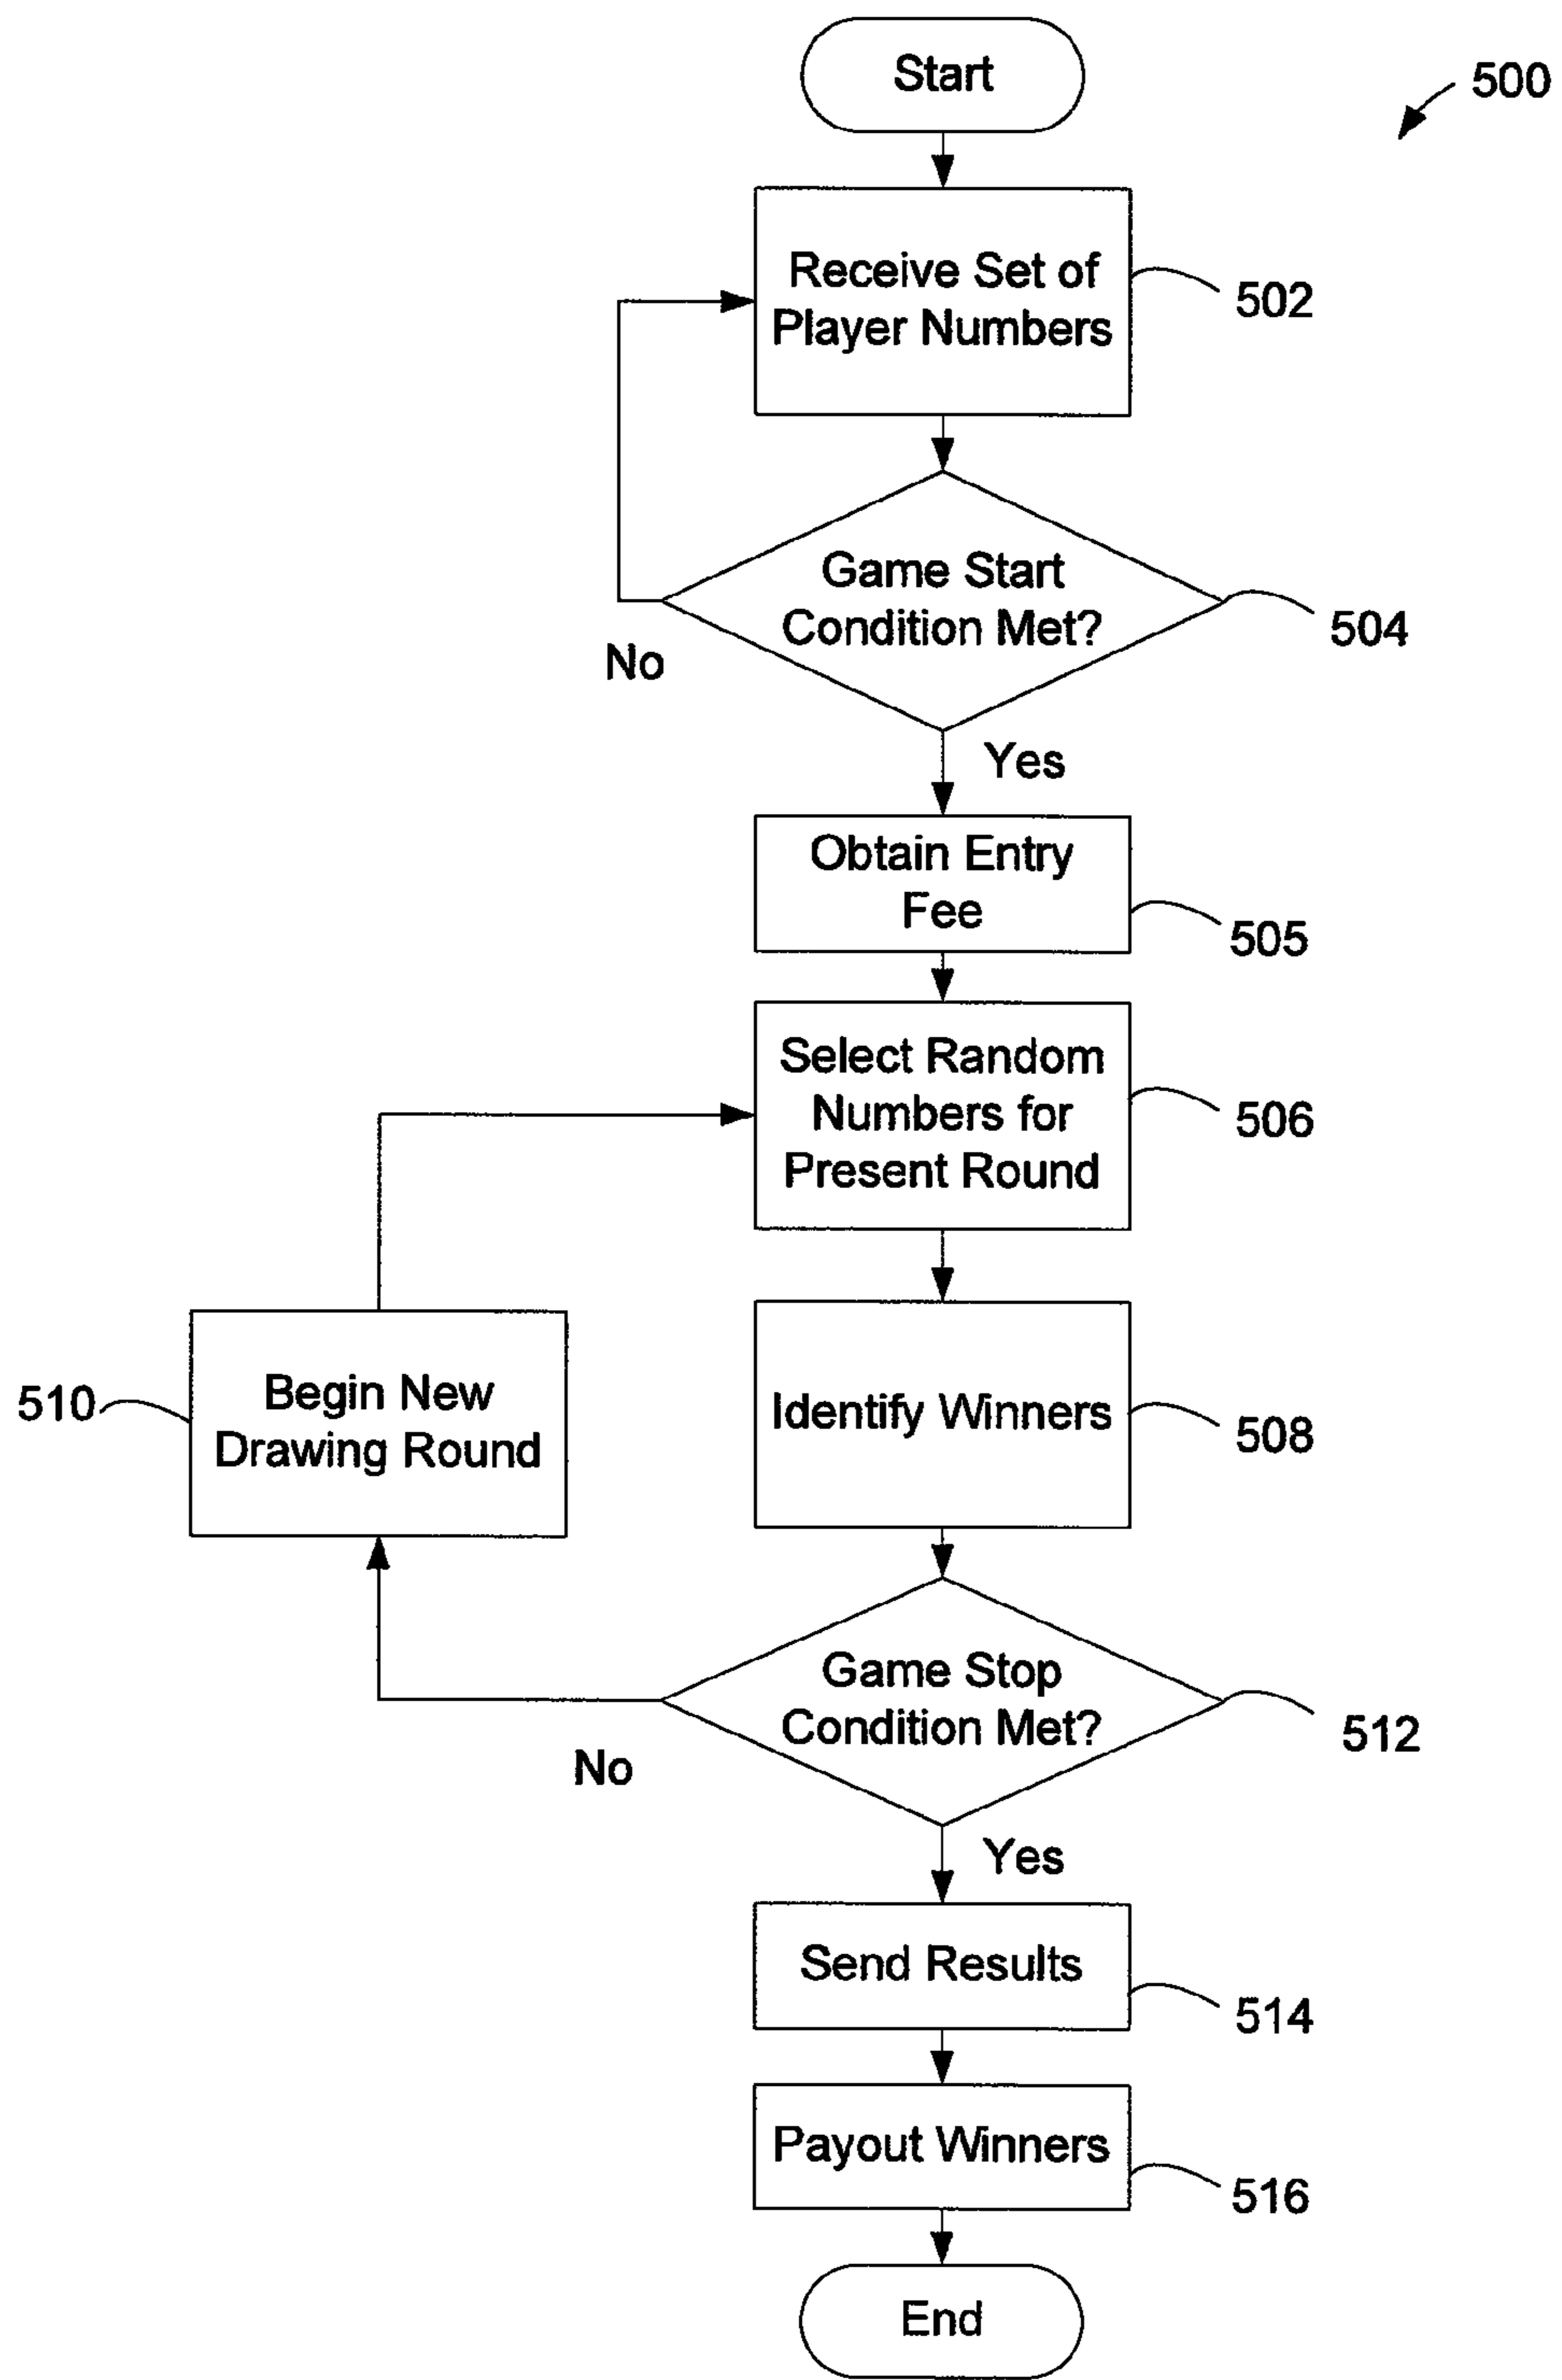 Start
500
Receive Set of
Player Numbers
502
Game Start
Condition Met?
504
No
Yes
Obtain Entry
Fee
505
Select Random
Numbers for
Present Round
506
Begin New
Drawing Round
510
Identify Winners
508
Game Stop
Condition Met?
512
No
Yes
Send Results
514
Payout Winners
516
End